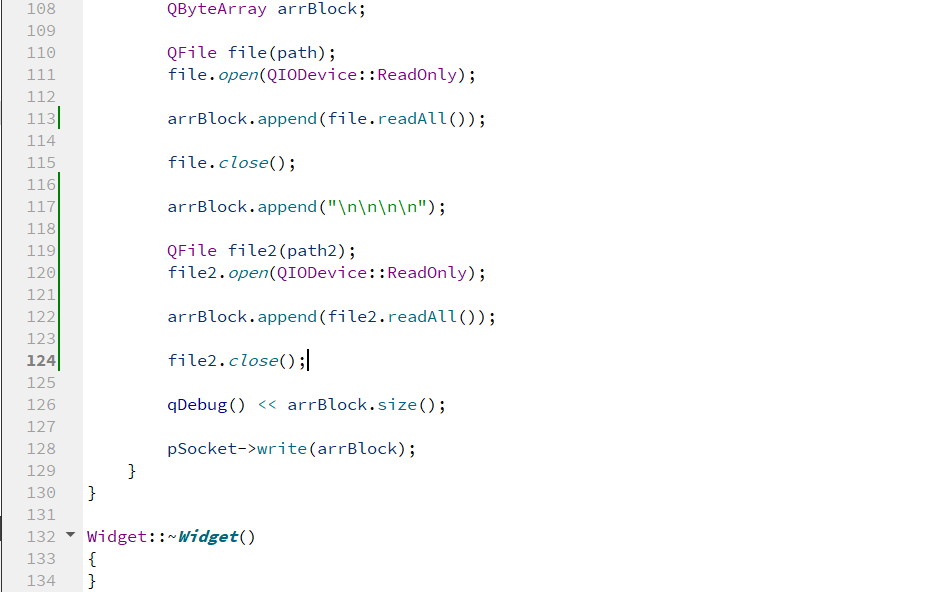 108 QByteArray arrBlock;
109
110 QFile file(path);
111 file.open(QIODevice::ReadOnly);
112
113 arrBlock.append(file.readAll());
114
115 file.close();
116
117 arrBlock.append("\n\n\n\n");
118
119 QFile file2(path2);
120 file2.open(QIODevice::ReadOnly);
121
122 arrBlock.append(file2.readAll());
123
124 file2.close();
125
126 qDebug() << arrBlock.size();
127
128 pSocket->write(arrBlock);
129 }
130 }
131
132 Widget::~Widget()
133 {
134 }